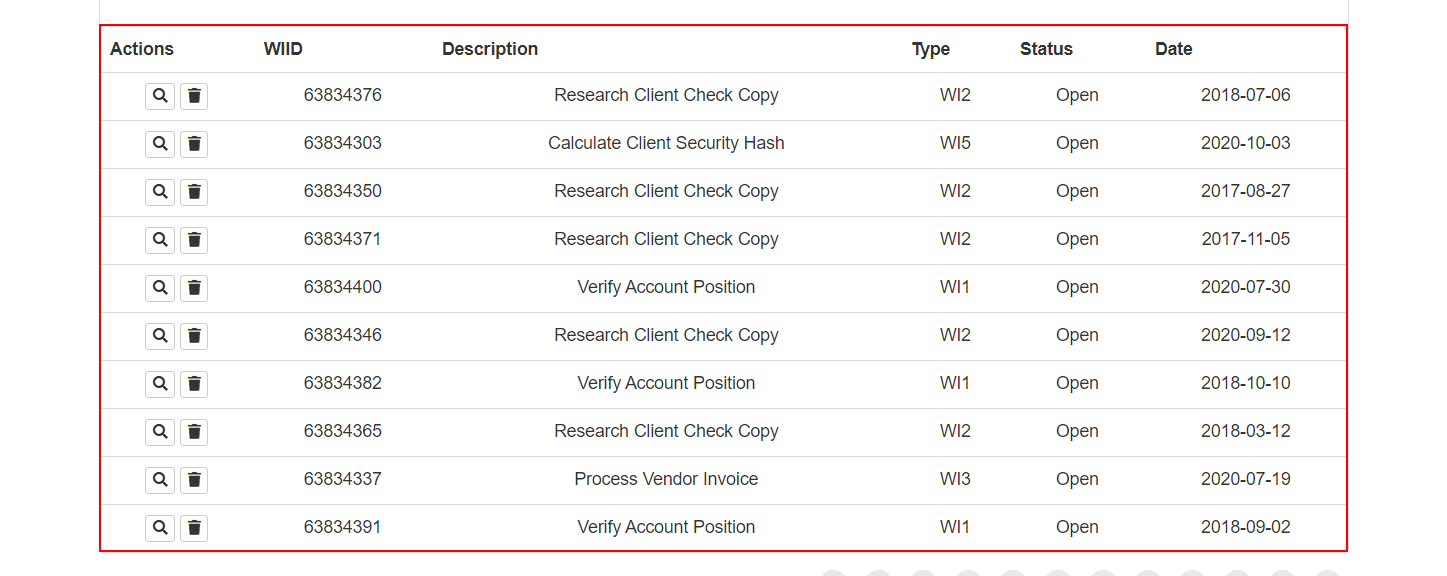 Actions WIID Description Type Status Date
63834376 Research Client Check Copy WI2 Open 2018-07-06
63834303 Calculate Client Security Hash WI5 Open 2020-10-03
63834350 Research Client Check Copy WI2 Open 2017-08-27
63834371 Research Client Check Copy WI2 Open 2017-11-05
63834400 Verify Account Position WI1 Open 2020-07-30
63834346 Research Client Check Copy WI2 Open 2020-09-12
63834382 Verify Account Position WI1 Open 2018-10-10
63834365 Research Client Check Copy WI2 Open 2018-03-12
63834337 Process Vendor Invoice WI3 Open 2020-07-19
63834391 Verify Account Position WI1 Open 2018-09-02